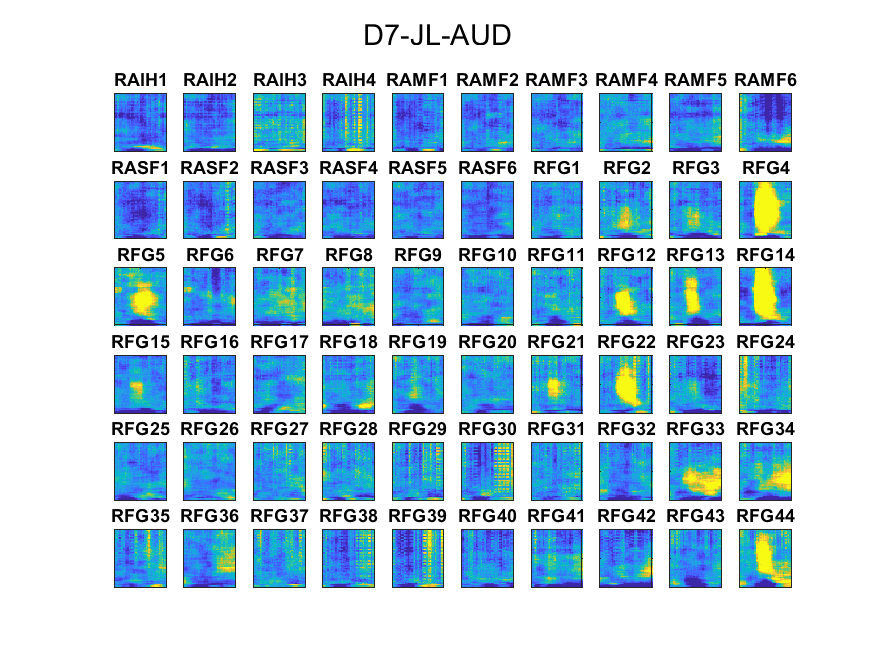 D7-JL-AUD
RAIH1 RAIH2 RAIH3 RAIH4 RAMF1 RAMF2 RAMF3 RAMF4 RAMF5 RAMF6
RASF1 RASF2 RASF3 RASF4 RASF5 RASF6 RFG1 RFG2 RFG3 RFG4
RFG5 RFG6 RFG7 RFG8 RFG9 RFG10 RFG11 RFG12 RFG13 RFG14
RFG15 RFG16 RFG17 RFG18 RFG19 RFG20 RFG21 RFG22 RFG23 RFG24
RFG25 RFG26 RFG27 RFG28 RFG29 RFG30 RFG31 RFG32 RFG33 RFG34
RFG35 RFG36 RFG37 RFG38 RFG39 RFG40 RFG41 RFG42 RFG43 RFG44